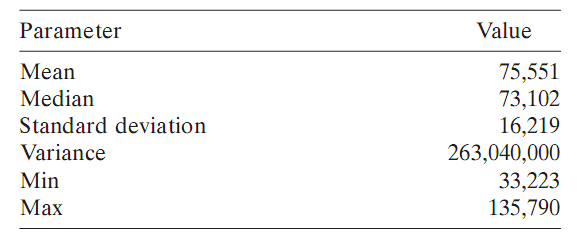 Parameter Value
Mean 75,551
Median 73,102
Standard deviation 16,219
Variance 263,040,000
Min 33,223
Max 135,790